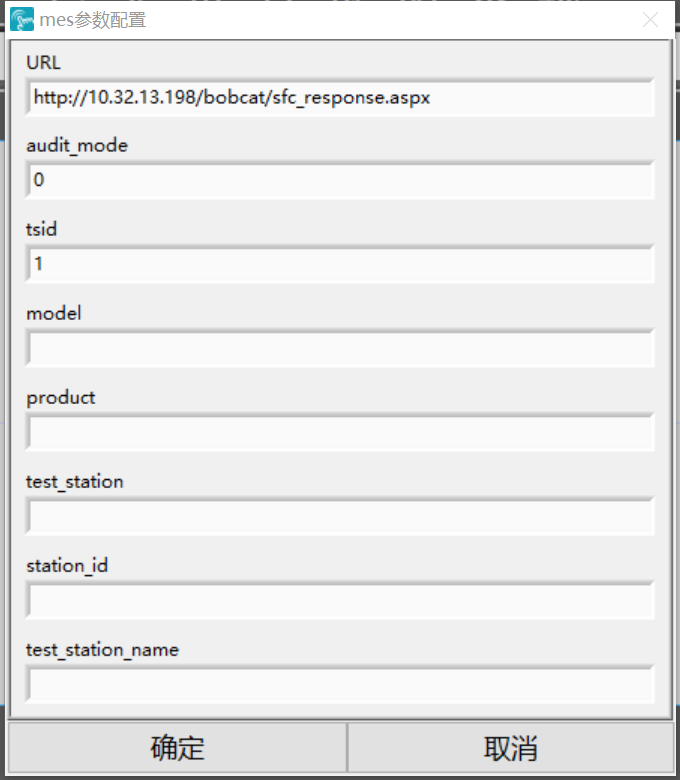 mes参数配置
URL
http://10.32.13.198/bobcat/sfc_response.aspx
audit_mode
0
tsid
1
model
product
test_station
station_id
test_station_name
确定
取消